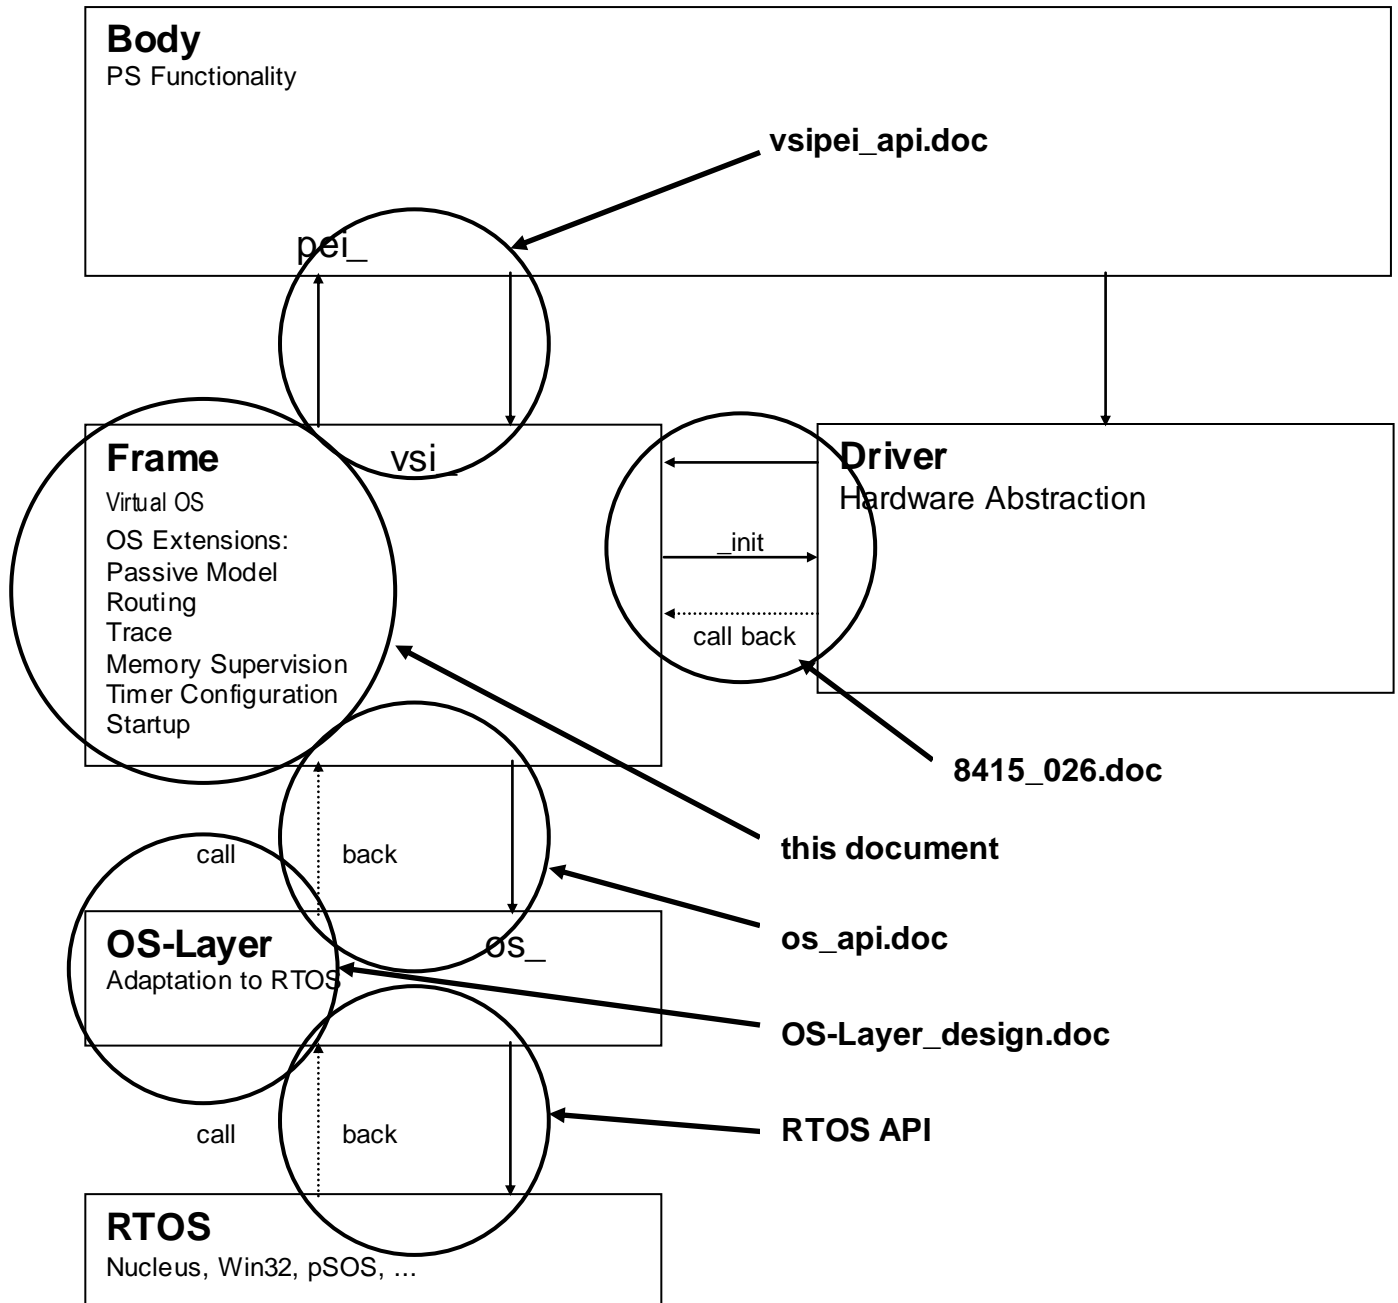 Body
PS Functionality
vsipei_api.doc
pei_
Frame
vsi_
Driver
Virtual OS
Hardware Abstraction
OS Extensions:
_init
Passive Model
Routing
Trace
call back
Memory Supervision
Timer Configuration
Startup
8415_026.doc
this document
call back
OS-Layer
os_
os_api.doc
Adaptation to RTOS
OS-Layer_design.doc
call back
RTOS API
RTOS
Nucleus, Win32, pSOS, ...